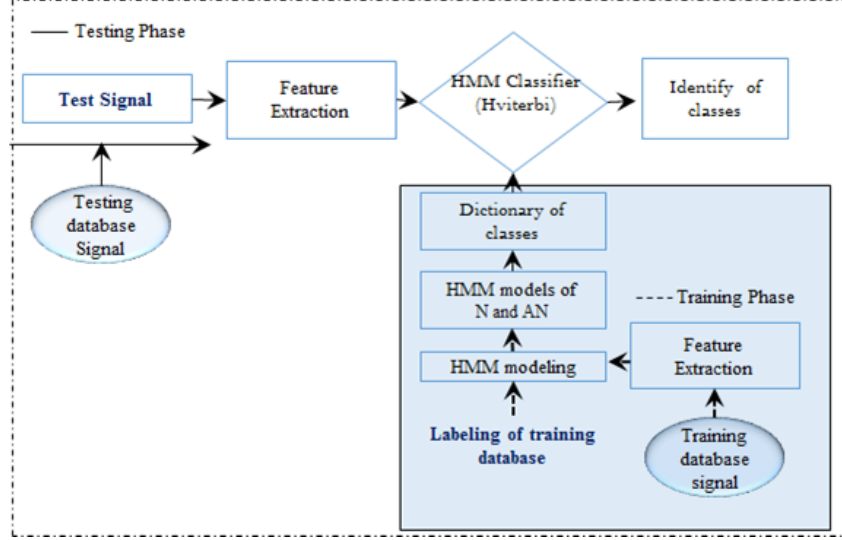 Testing Phase
Test Signal
Feature
Extraction
HMM Classifier
(Hviterbi)
Identify of
classes
Testing
database
Signal
Dictionary of
classes
HMM models of
N and AN
Training Phase
HMM modeling
Feature
Extraction
Labeling of training
database
Training
database
signal